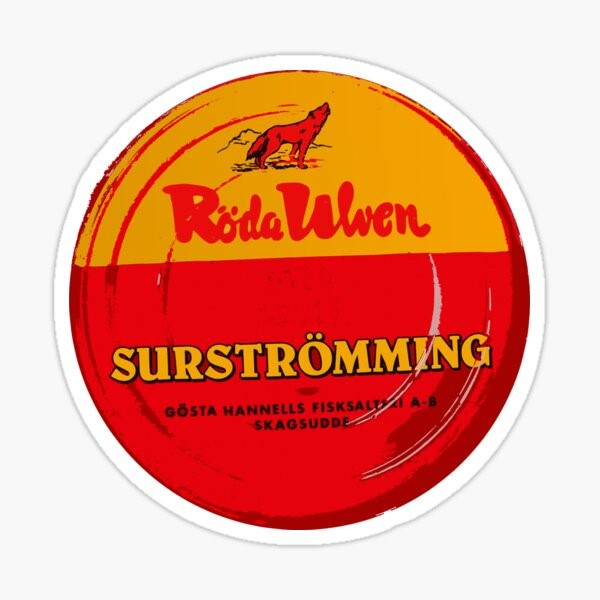 Röda Ulven
SURSTRÖMMING
GÖSTA HANNELLS FISKSALTERI A-B
SKAGSUDDE